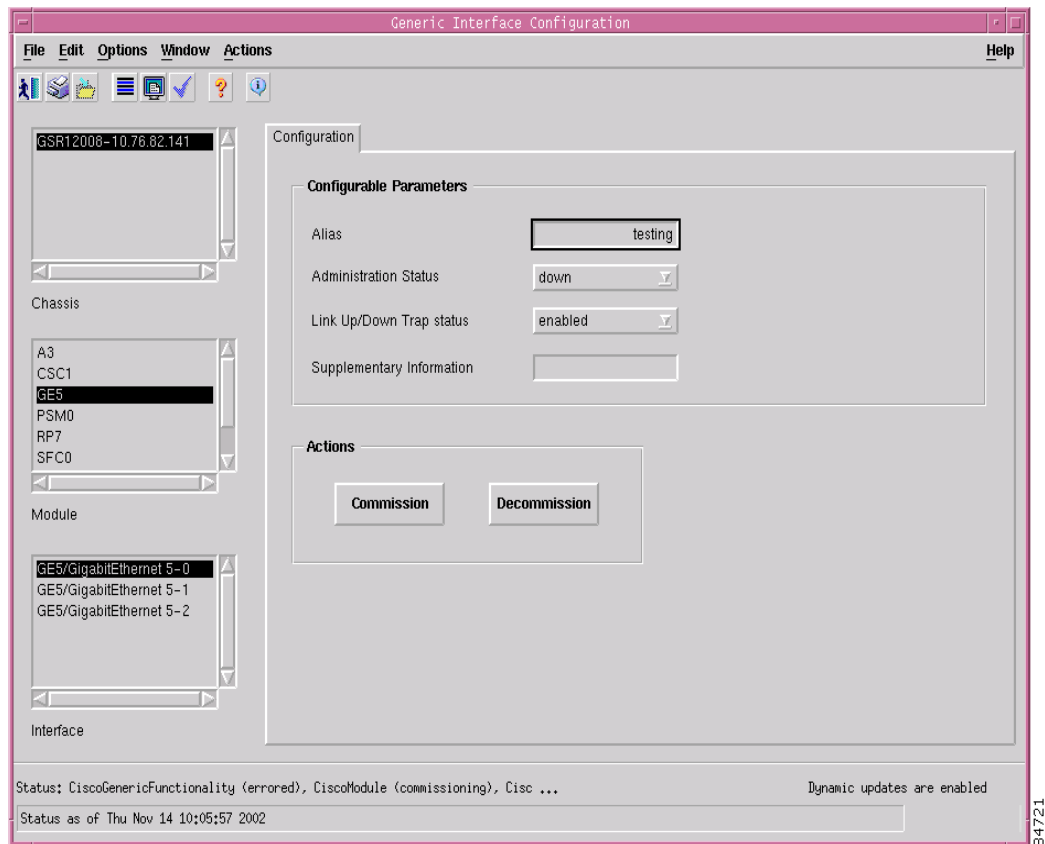 Generic Interface Configuration
File Edit Options Window Actions Help
GSR12008-10.76.82.141
Chassis
A3
CSC1
GE5
PSM0
RP7
SFC0
Module
GE5/GigabitEthernet 5-0
GE5/GigabitEthernet 5-1
GE5/GigabitEthernet 5-2
Interface
Configuration
Configurable Parameters
Alias testing
Administration Status down
Link Up/Down Trap status enabled
Supplementary Information
Actions
Commission Decommission
Status: CiscoGenericFunctionality (errored), CiscoModule (commissioning), Cisc ... Dynamic updates are enabled
Status as of Thu Nov 14 10:05:57 2002
84721